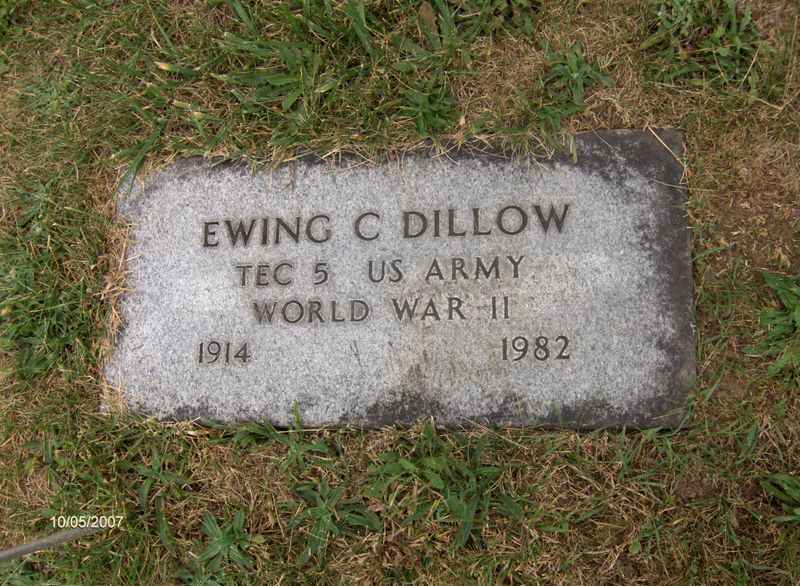 EWING C DILLOW
TEC 5 US ARMY
WORLD WAR II
1914 1982
10/05/2007